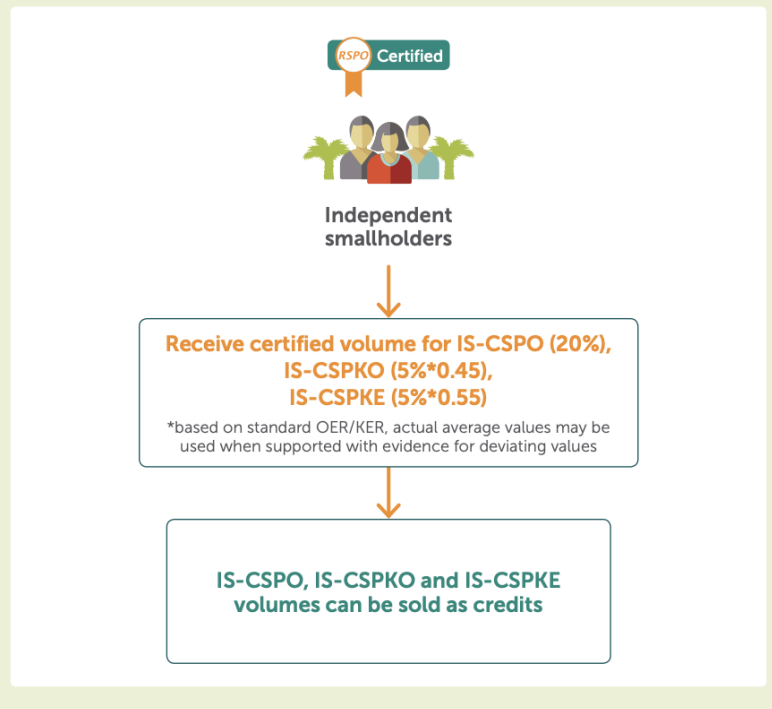 RSPO Certified
Independent
smallholders
Receive certified volume for IS-CSPO (20%),
IS-CSPKO (5%*0.45),
IS-CSPKE (5%*0.55)
*based on standard OER/KER, actual average values may be
used when supported with evidence for deviating values
IS-CSPO, IS-CSPKO and IS-CSPKE
volumes can be sold as credits